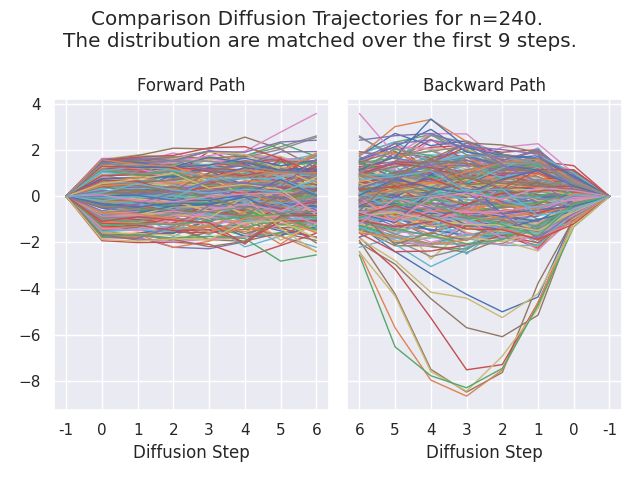 Comparison Diffusion Trajectories for n=240.
The distribution are matched over the first 9 steps.
Forward Path
Backward Path
4
2
0
−2
−4
−6
−8
-1 0 1 2 3 4 5 6
6 5 4 3 2 1 0 -1
Diffusion Step
Diffusion Step